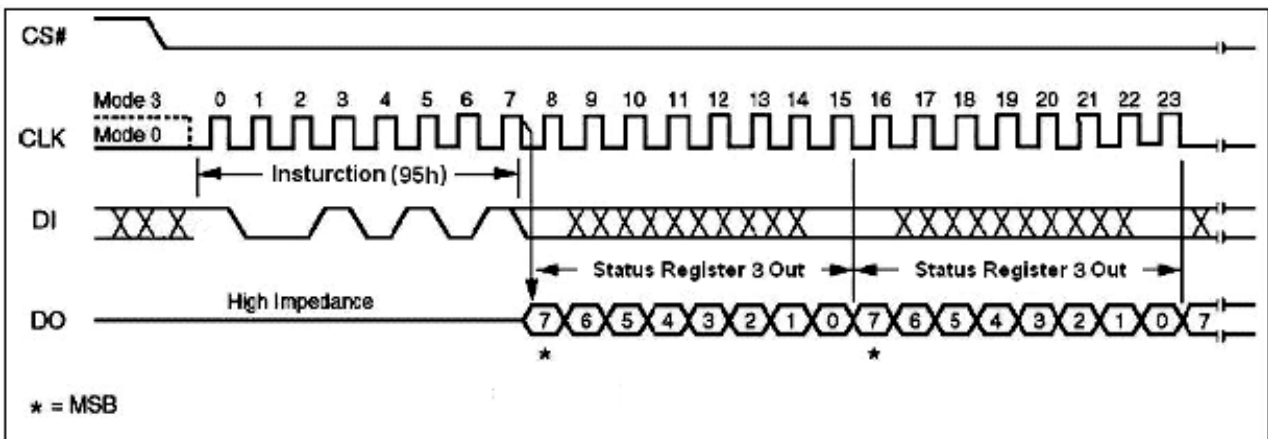 CS#
Mode 3 0 1 2 3 4 5 6 7 8 9 10 11 12 13 14 15 16 17 18 19 20 21 22 23
CLK Mode 0
Insturction (95h)
DI
Status Register 3 Out Status Register 3 Out
High Impedance
DO 7 6 5 4 3 2 1 0 7 6 5 4 3 2 1 0 7
* *
* = MSB